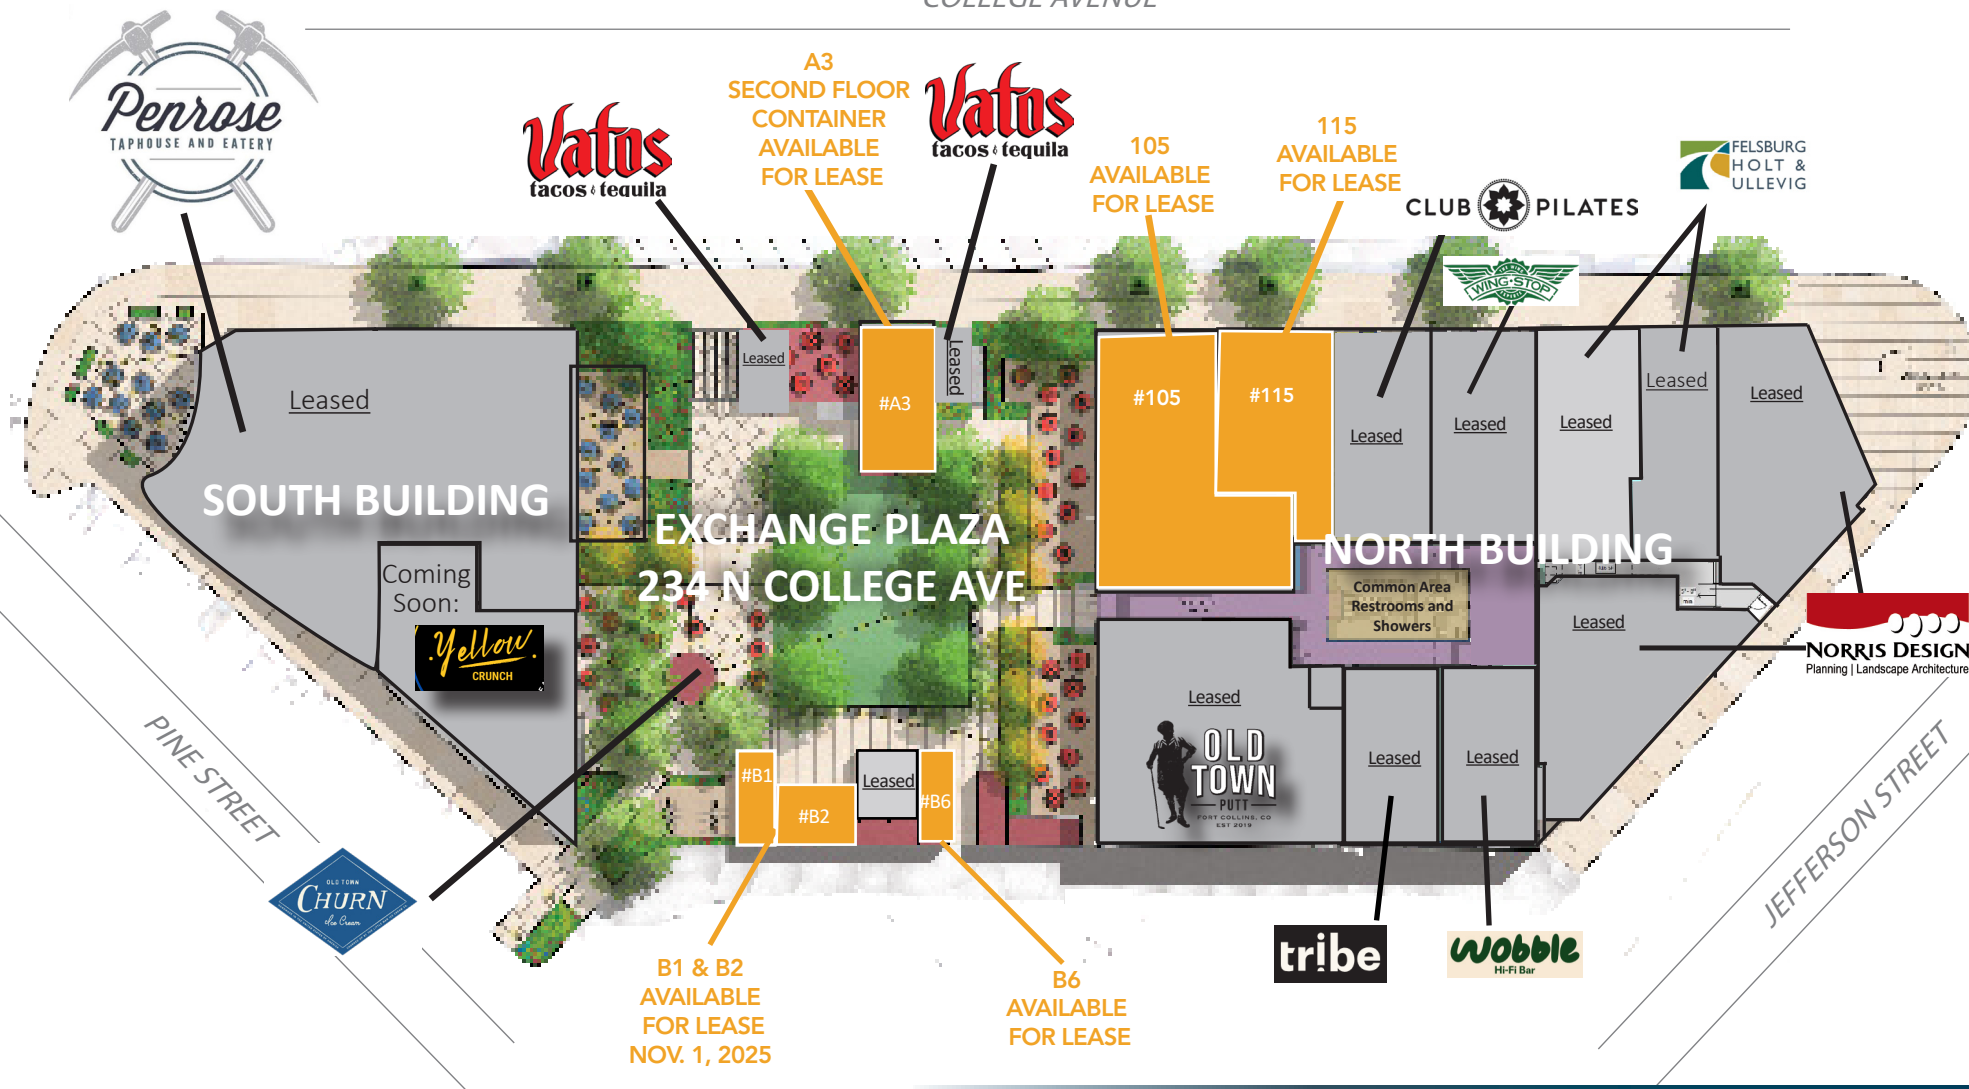 COLLEGE AVENUE
Penrose
TAPHOUSE AND EATERY
Vatos
tacos & tequila
A3
SECOND FLOOR
CONTAINER
AVAILABLE
FOR LEASE
Vatos
tacos & tequila
105
AVAILABLE
FOR LEASE
115
AVAILABLE
FOR LEASE
CLUB PILATES
WING·STOP
FELSBURG
HOLT &
ULLEVIG
Leased
Leased
#A3
Leased
#105
#115
Leased
Leased
Leased
Leased
Leased
SOUTH BUILDING
EXCHANGE PLAZA
234 N COLLEGE AVE
NORTH BUILDING
Coming
Soon:
Yellow
CRUNCH
Common Area
Restrooms and
Showers
Leased
NORRIS DESIGN
Planning | Landscape Architecture
Leased
OLD
TOWN
PUTT
FORT COLLINS, CO
EST 2019
Leased
Leased
#B1
#B2
Leased
#B6
PINE STREET
JEFFERSON STREET
OLD TOWN
CHURN
Ice Cream
B1 & B2
AVAILABLE
FOR LEASE
NOV. 1, 2025
B6
AVAILABLE
FOR LEASE
tribe
wobble
Hi-Fi Bar